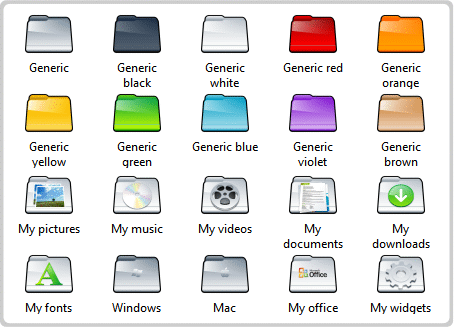 Generic
Generic black
Generic white
Generic red
Generic orange
Generic yellow
Generic green
Generic blue
Generic violet
Generic brown
My pictures
My music
My videos
My documents
My downloads
My fonts
A
Windows
Mac
Microsoft
Office
My office
My widgets